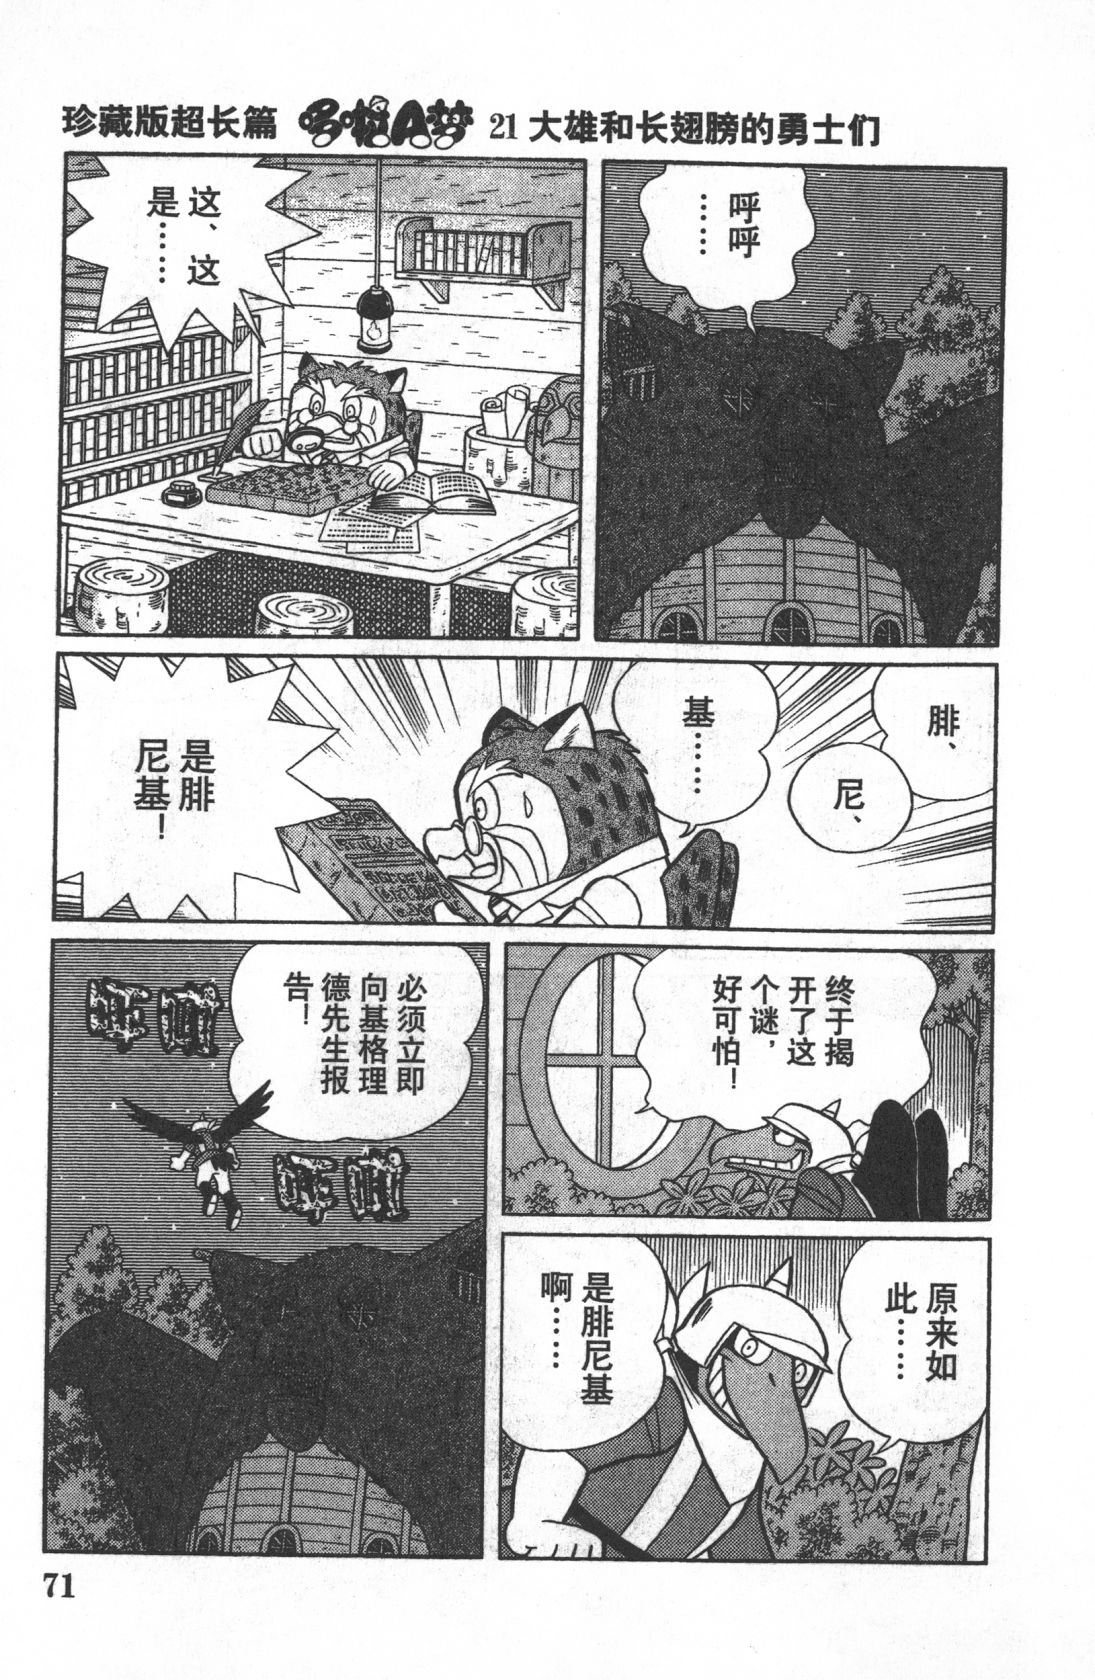 珍藏版超长篇 哆啦A梦 21 大雄和长翅膀的勇士们
呼呼
……
这、这
是……
腓、
尼、
基……
是腓
尼基！
终于揭
开了这
个谜，
好可怕！
原来如
此……
是腓尼基
啊……
必须立即
向基格理
德先生报
告！
71